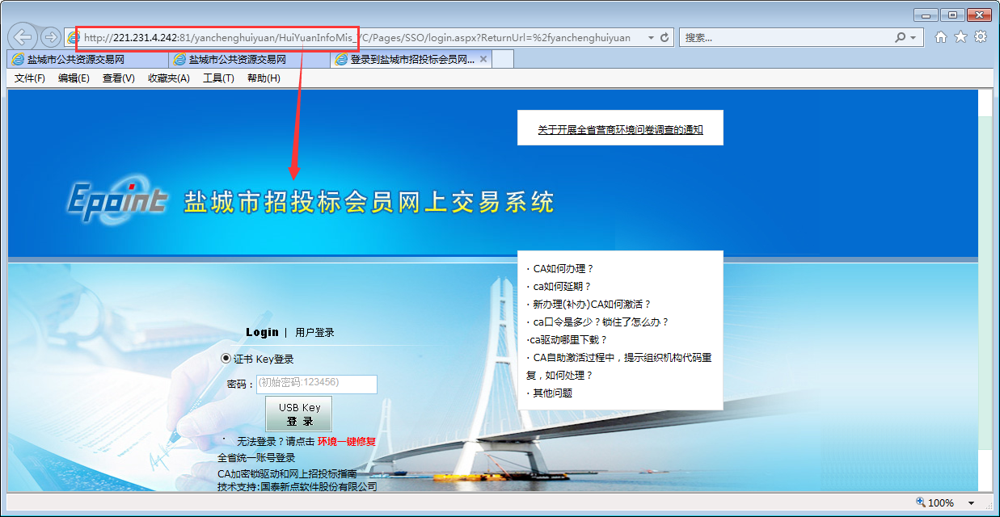 http://221.231.4.242:81/yanchenghuiyuan/HuiYuanInfoMis_YC/Pages/SSO/login.aspx?ReturnUrl=%2fyanchenghuiyuan
搜索...
盐城市公共资源交易网
盐城市公共资源交易网
登录到盐城市招投标会员网...
文件(F) 编辑(E) 查看(V) 收藏夹(A) 工具(T) 帮助(H)
关于开展全省营商环境问卷调查的通知
Epoint 盐城市招投标会员网上交易系统
· CA如何办理？
· ca如何延期？
· 新办理(补办)CA如何激活？
· ca口令是多少？锁住了怎么办？
·ca驱动哪里下载？
· CA自助激活过程中，提示组织机构代码重
复，如何处理？
· 其他问题
Login | 用户登录
证书 Key登录
密码： (初始密码:123456)
USB Key
登 录
· 无法登录？请点击 环境一键修复
全省统一账号登录
CA加密锁驱动和网上招投标指南
技术支持:国泰新点软件股份有限公司
100%